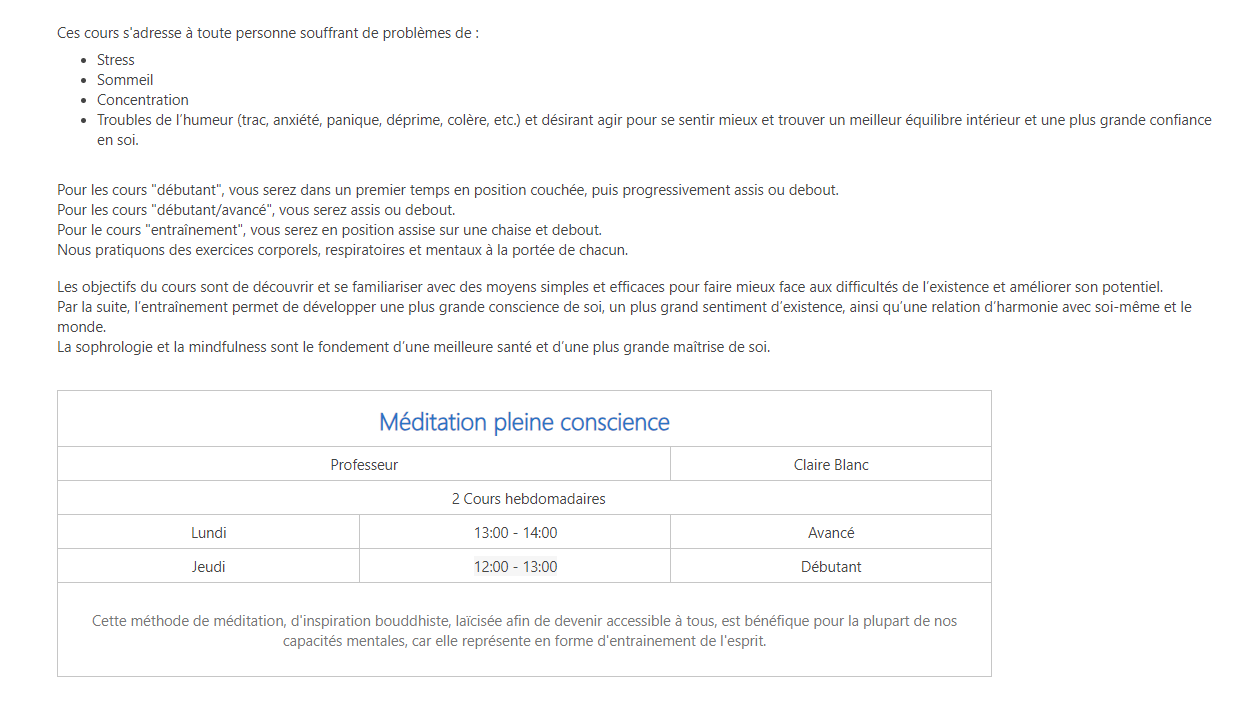 Ces cours s'adresse à toute personne souffrant de problèmes de :
Stress
Sommeil
Concentration
Troubles de l’humeur (trac, anxiété, panique, déprime, colère, etc.) et désirant agir pour se sentir mieux et trouver un meilleur équilibre intérieur et une plus grande confiance
en soi.
Pour les cours "débutant", vous serez dans un premier temps en position couchée, puis progressivement assis ou debout.
Pour les cours "débutant/avancé", vous serez assis ou debout.
Pour le cours "entraînement", vous serez en position assise sur une chaise et debout.
Nous pratiquons des exercices corporels, respiratoires et mentaux à la portée de chacun.
Les objectifs du cours sont de découvrir et se familiariser avec des moyens simples et efficaces pour faire mieux face aux difficultés de l’existence et améliorer son potentiel.
Par la suite, l’entraînement permet de développer une plus grande conscience de soi, un plus grand sentiment d’existence, ainsi qu’une relation d’harmonie avec soi-même et le
monde.
La sophrologie et la mindfulness sont le fondement d’une meilleure santé et d’une plus grande maîtrise de soi.
Méditation pleine conscience
Professeur Claire Blanc
2 Cours hebdomadaires
Lundi 13:00 - 14:00 Avancé
Jeudi 12:00 - 13:00 Débutant
Cette méthode de méditation, d'inspiration bouddhiste, laïcisée afin de devenir accessible à tous, est bénéfique pour la plupart de nos
capacités mentales, car elle représente en forme d'entrainement de l'esprit.